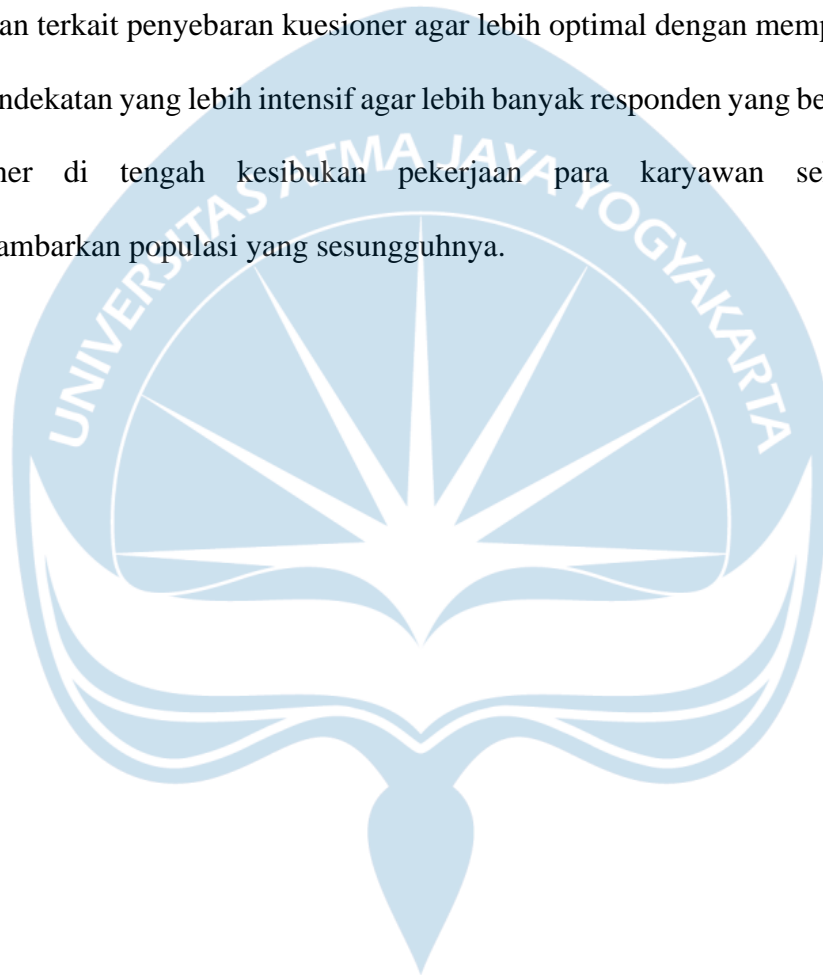 an terkait penyebaran kuesioner agar lebih optimal dengan memp
ndekatan yang lebih intensif agar lebih banyak responden yang be
ner di tengah kesibukan pekerjaan para karyawan se
ambarkan populasi yang sesungguhnya.
UNIVERSITAS ATMA JAYA YOGYAKARTA